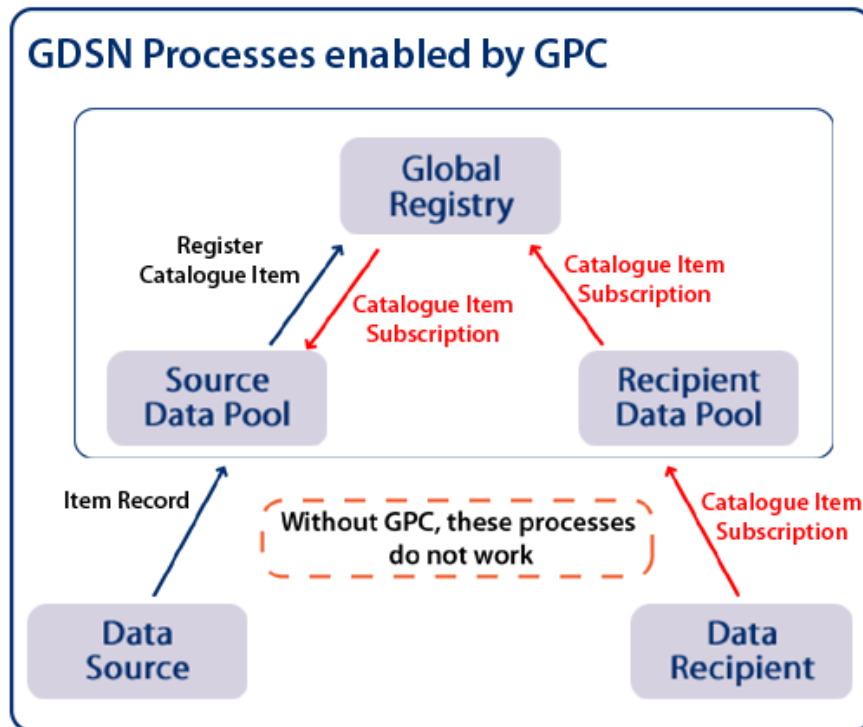 GDSN Processes enabled by GPC
Global
Registry
Register
Catalogue Item
Catalogue Item
Subscription
Catalogue Item
Subscription
Source
Data Pool
Recipient
Data Pool
Item Record
Without GPC, these processes
do not work
Catalogue Item
Subscription
Data
Source
Data
Recipient